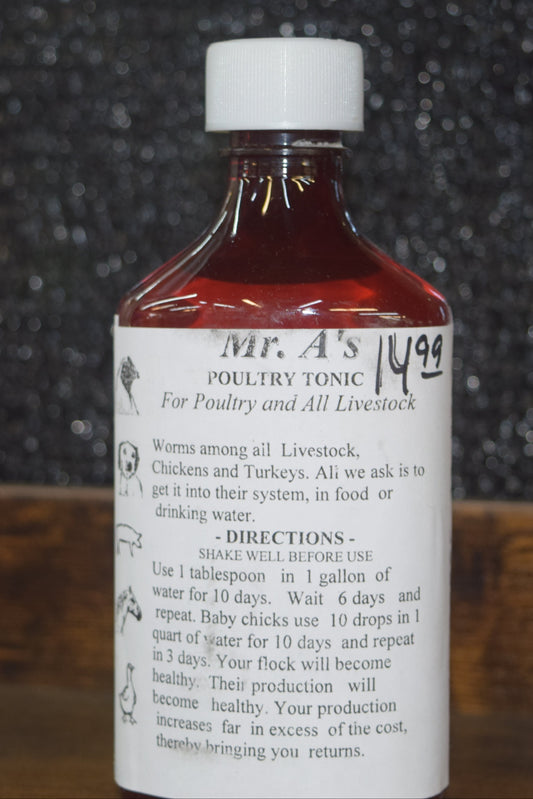 Mr. A's
POULTRY TONIC
14.99
For Poultry and All Livestock
Worms among ail Livestock,
Chickens and Turkeys. Ali we ask is to
get it into their system, in food or
drinking water.
- DIRECTIONS -
SHAKE WELL BEFORE USE
Use 1 tablespoon in 1 gallon of
water for 10 days. Wait 6 days and
repeat. Baby chicks use 10 drops in 1
quart of water for 10 days and repeat
in 3 days. Your flock will become
healthy. Their production will
become healthy. Your production
increases far in excess of the cost,
thereby bringing you returns.